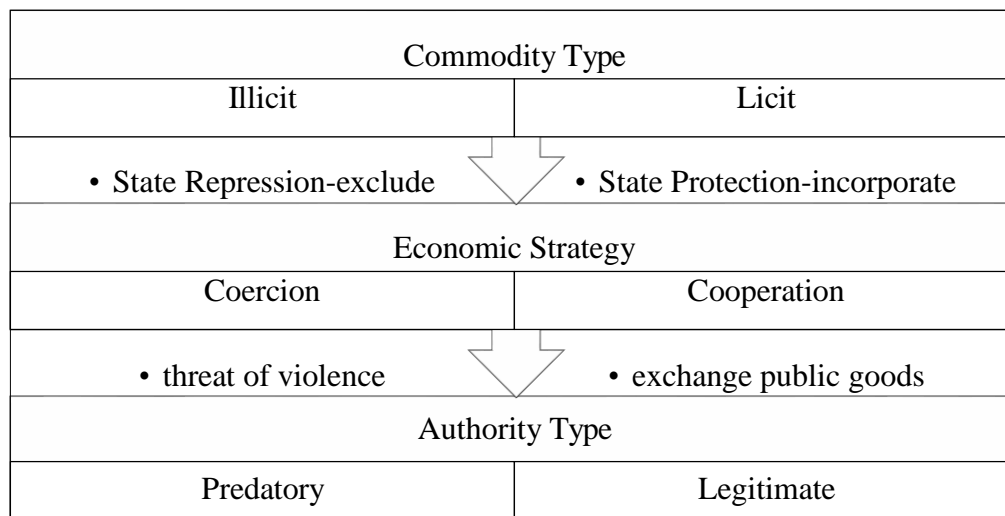 Commodity Type
Illicit Licit
• State Repression-exclude • State Protection-incorporate
Economic Strategy
Coercion Cooperation
• threat of violence • exchange public goods
Authority Type
Predatory Legitimate